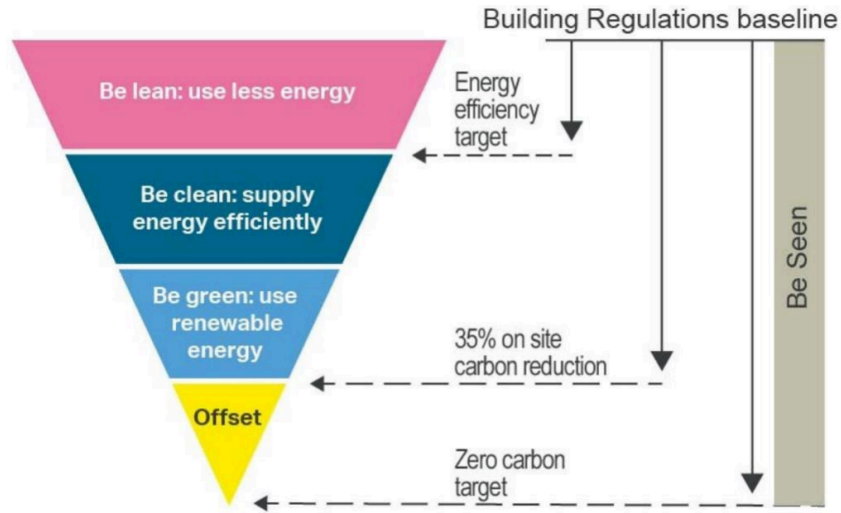 Building Regulations baseline
Be lean: use less energy
Energy
efficiency
target
Be clean: supply
energy efficiently
Be green: use
renewable
energy
35% on site
carbon reduction
Offset
Zero carbon
target
Be Seen